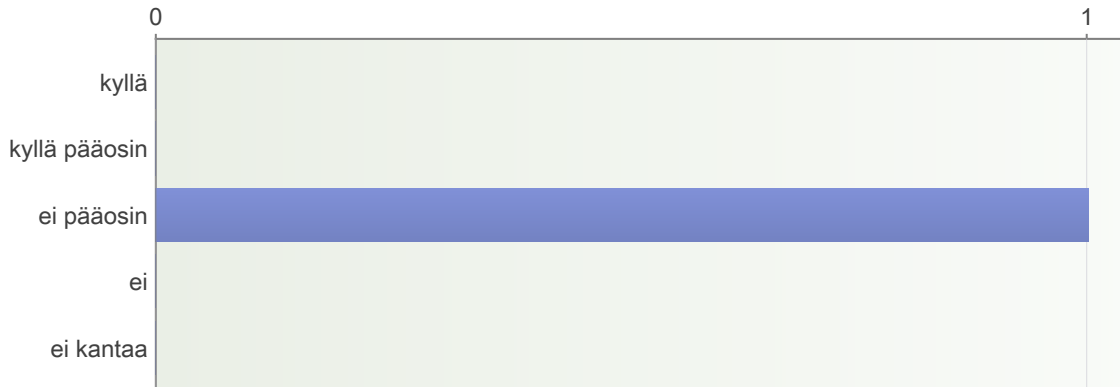 0 1
kyllä
kyllä pääosin
ei pääosin
ei
ei kantaa